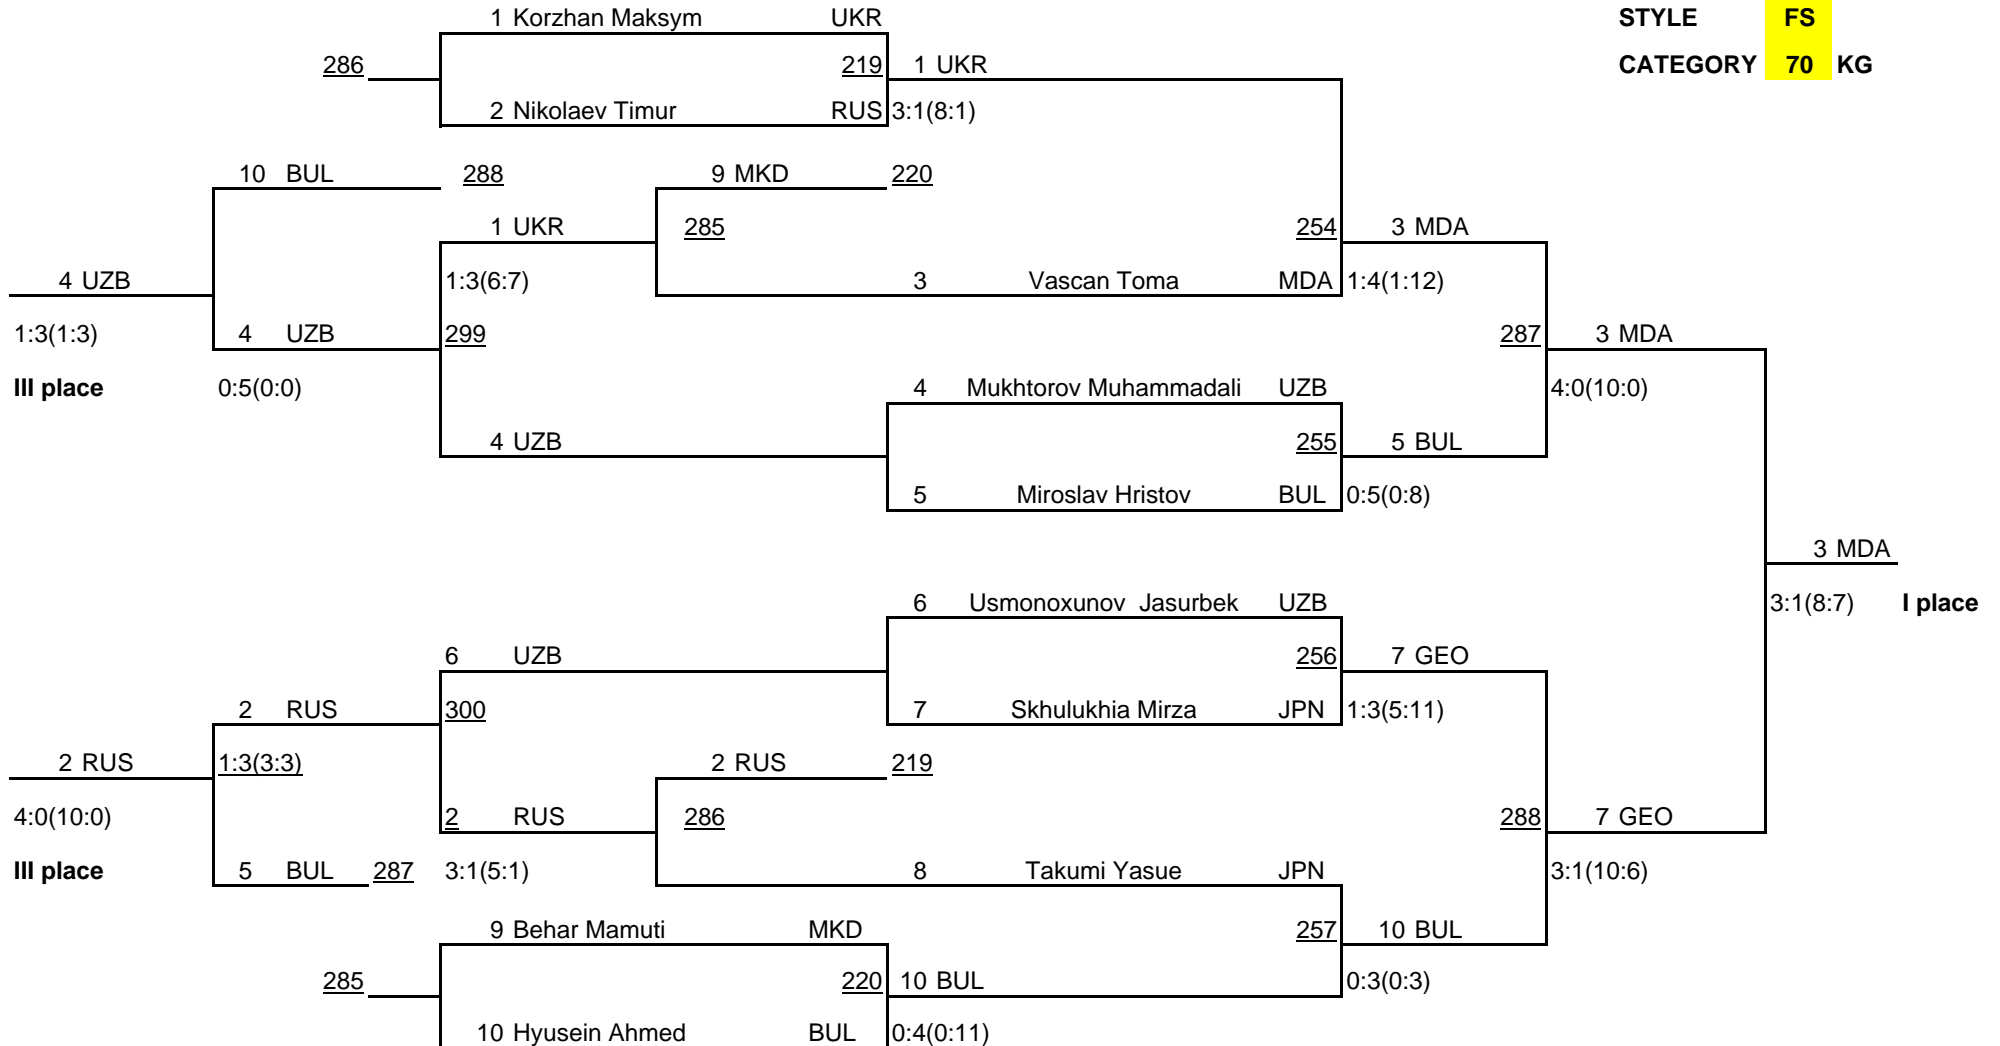 1 Korzhan Maksym UKR STYLE FS
286 219 1 UKR CATEGORY 70 KG
2 Nikolaev Timur RUS 3:1(8:1)
10 BUL 288 9 MKD 220
1 UKR 285 254 3 MDA
4 UZB 1:3(6:7) 3 Vascan Toma MDA 1:4(1:12)
1:3(1:3) 4 UZB 299 287 3 MDA
III place 0:5(0:0) 4 Mukhtorov Muhammadali UZB 4:0(10:0)
4 UZB 255 5 BUL
5 Miroslav Hristov BUL 0:5(0:8)
3 MDA
6 Usmonoxunov Jasurbek UZB 3:1(8:7) I place
6 UZB 256 7 GEO
2 RUS 300 7 Skhulukhia Mirza JPN 1:3(5:11)
2 RUS 1:3(3:3) 2 RUS 219
4:0(10:0) 2 RUS 286 288 7 GEO
III place 5 BUL 287 3:1(5:1) 8 Takumi Yasue JPN 3:1(10:6)
9 Behar Mamuti MKD 257 10 BUL
285 220 10 BUL 0:3(0:3)
10 Hyusein Ahmed BUL 0:4(0:11)